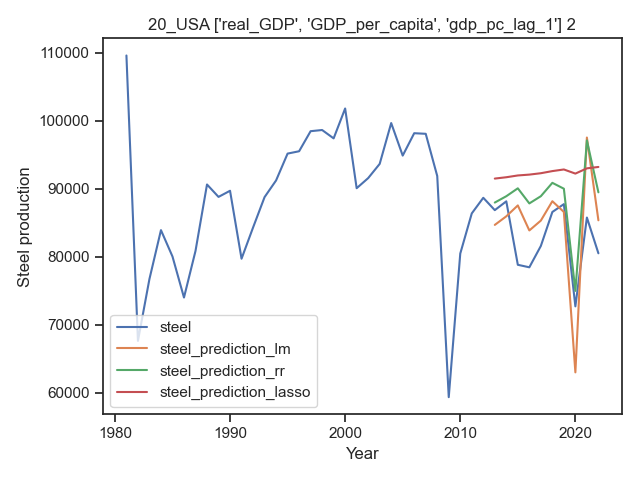 20_USA ['real_GDP', 'GDP_per_capita', 'gdp_pc_lag_1'] 2
110000
100000
90000
80000
70000
60000
Steel production
steel
steel_prediction_lm
steel_prediction_rr
steel_prediction_lasso
1980
1990
2000
2010
2020
Year